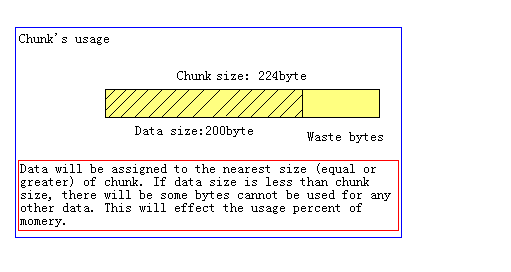 Chunk's usage
Chunk size: 224byte
Data size:200byte
Waste bytes
Data will be assigned to the nearest size (equal or
greater) of chunk. If data size is less than chunk
size, there will be some bytes cannot be used for any
other data. This will effect the usage percent of
momery.